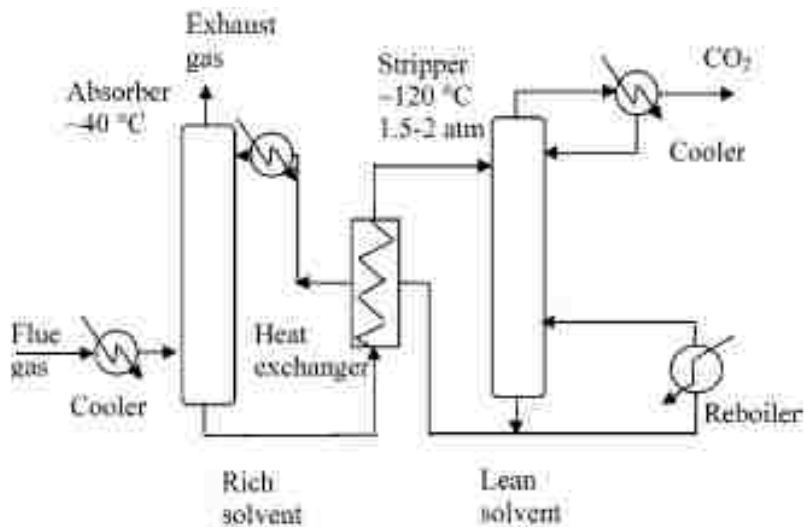 Exhaust
gas
Absorber
~40 °C
Stripper
~120 °C
1.5-2 atm
CO₂
Cooler
Flue
gas
Cooler
Heat
exchanger
Reboiler
Rich
solvent
Lean
solvent